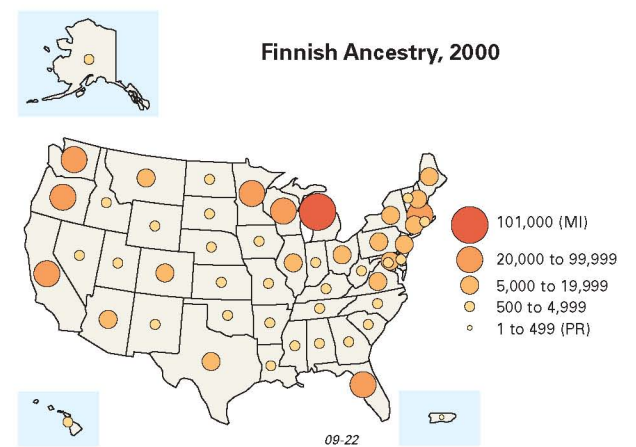 Finnish Ancestry, 2000
101,000 (MI)
20,000 to 99,999
5,000 to 19,999
500 to 4,999
1 to 499 (PR)
09-22